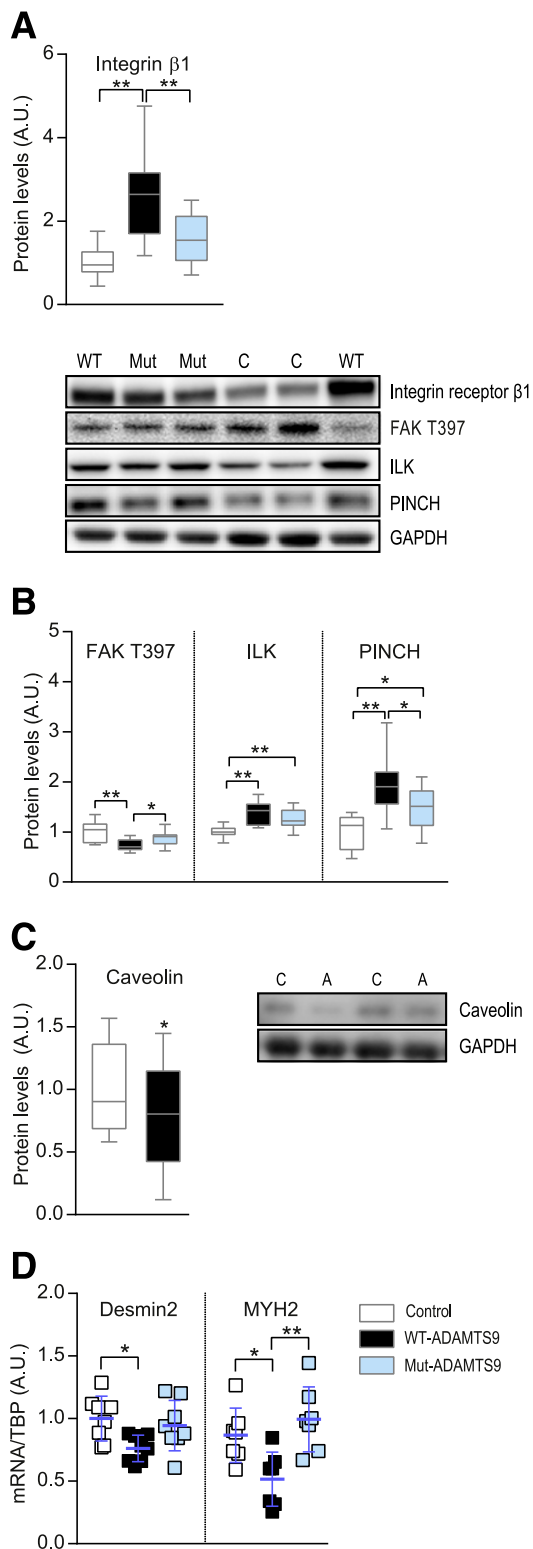 A
Integrin β1
** **
Protein levels (A.U.)
6
4
2
0
WT Mut Mut C C WT
Integrin receptor β1
FAK T397
ILK
PINCH
GAPDH
B
FAK T397 ILK PINCH
Protein levels (A.U.)
5
4
3
2
1
0
** * ** ** * ** *
C
Caveolin
*
Protein levels (A.U.)
2.0
1.5
1.0
0.5
0.0
C A C A
Caveolin
GAPDH
D
Desmin2 MYH2
* * **
mRNA/TBP (A.U.)
2.0
1.5
1.0
0.5
0.0
Control
WT-ADAMTS9
Mut-ADAMTS9